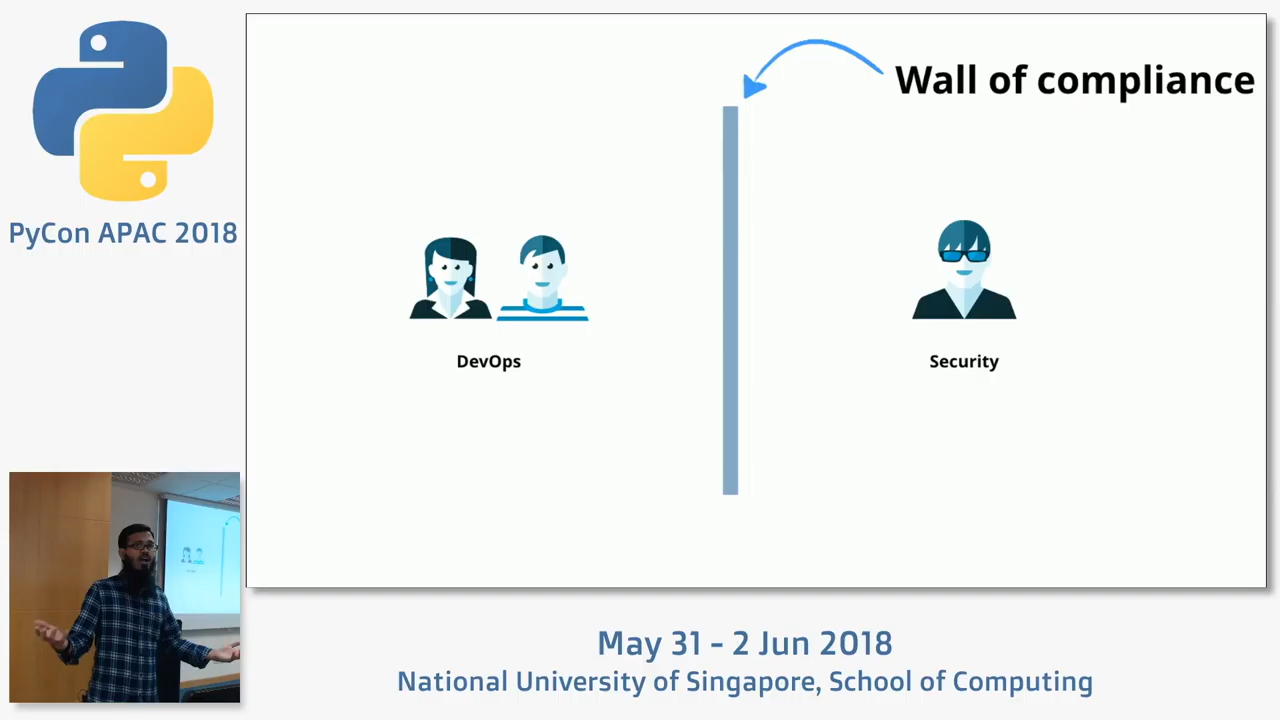 PyCon APAC 2018
Wall of compliance
DevOps
Security
May 31 - 2 Jun 2018
National University of Singapore, School of Computing